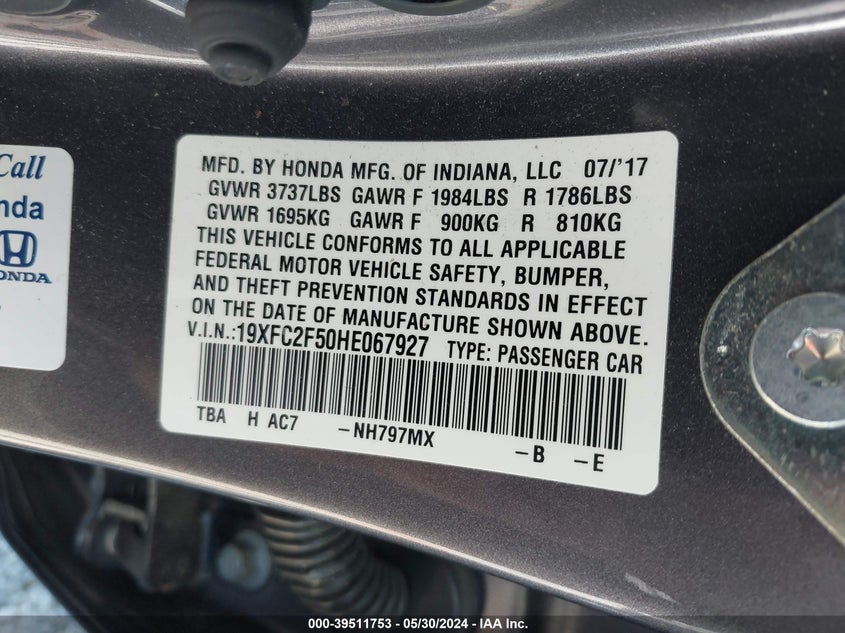 Call
nda
HONDA
MFD. BY HONDA MFG. OF INDIANA, LLC 07/'17
GVWR 3737LBS GAWR F 1984LBS R 1786LBS
GVWR 1695KG GAWR F 900KG R 810KG
THIS VEHICLE CONFORMS TO ALL APPLICABLE
FEDERAL MOTOR VEHICLE SAFETY, BUMPER,
AND THEFT PREVENTION STANDARDS IN EFFECT
ON THE DATE OF MANUFACTURE SHOWN ABOVE.
V.I.N.:19XFC2F50HE067927 TYPE: PASSENGER CAR
TBA H AC7 –NH797MX –B –E
000-39511753 - 05/30/2024 - IAA Inc.